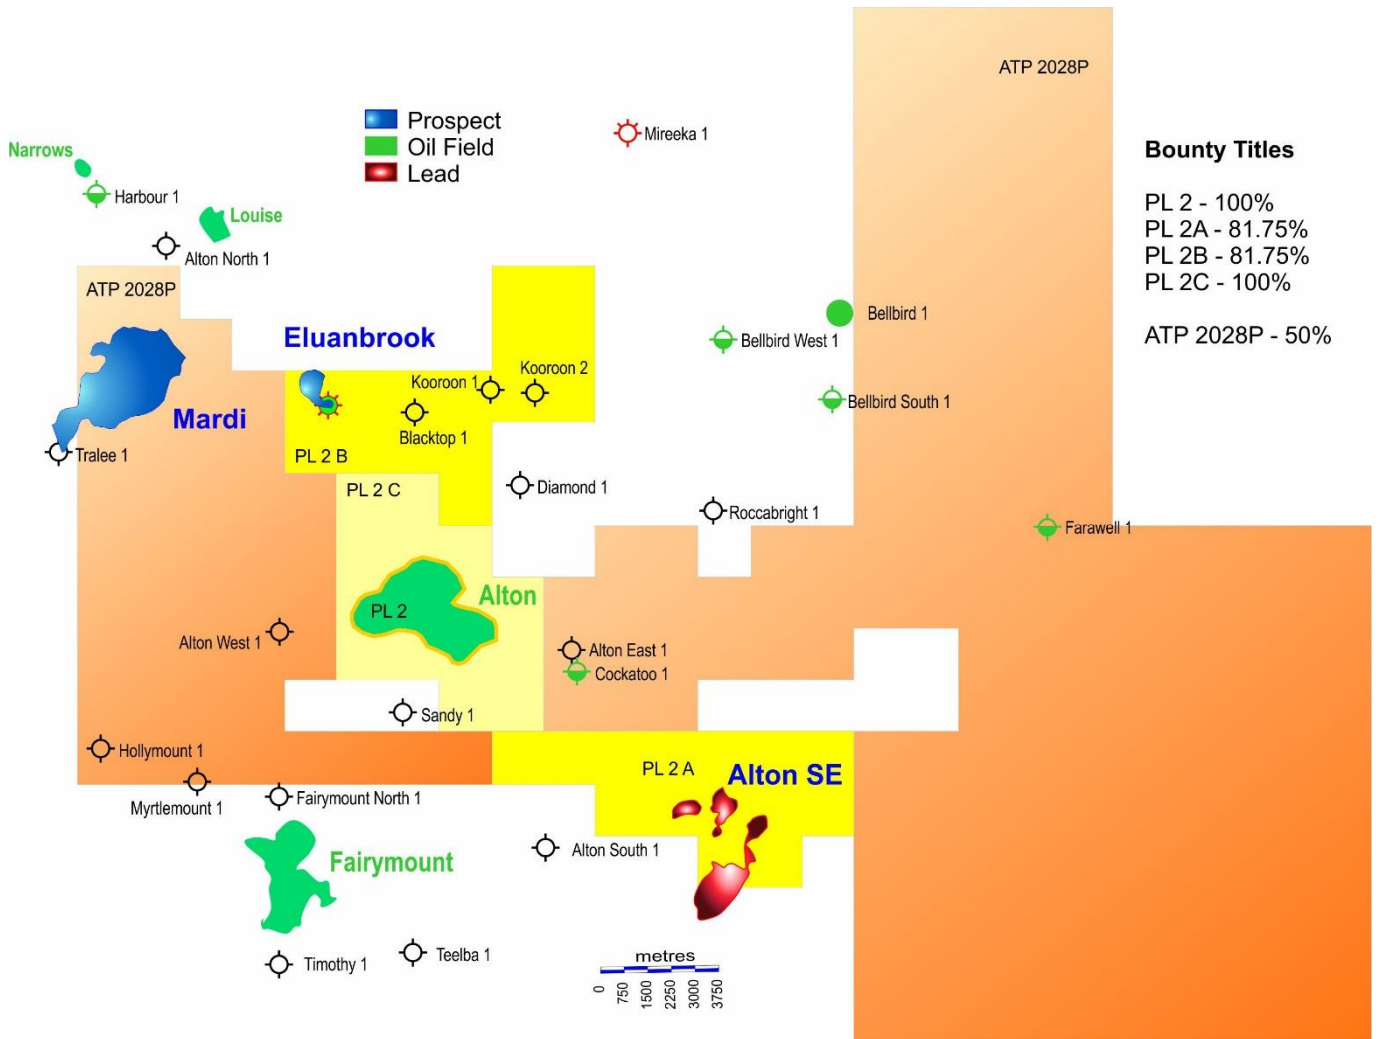 ATP 2028P
Prospect
Oil Field
Lead
Mireeka 1
Bounty Titles
PL 2 - 100%
PL 2A - 81.75%
PL 2B - 81.75%
PL 2C - 100%
ATP 2028P - 50%
Narrows
Harbour 1
Louise
Alton North 1
ATP 2028P
Eluanbrook
Bellbird 1
Bellbird West 1
Kooroon 1
Kooroon 2
Bellbird South 1
Mardi
Blacktop 1
Tralee 1
PL 2 B
PL 2 C
Diamond 1
Roccabright 1
Farawell 1
Alton
PL 2
Alton West 1
Alton East 1
Cockatoo 1
Sandy 1
Hollymount 1
PL 2 A
Alton SE
Myrtlemount 1
Fairymount North 1
Alton South 1
Fairymount
Timothy 1
Teelba 1
metres
0
750
1500
2250
3000
3750